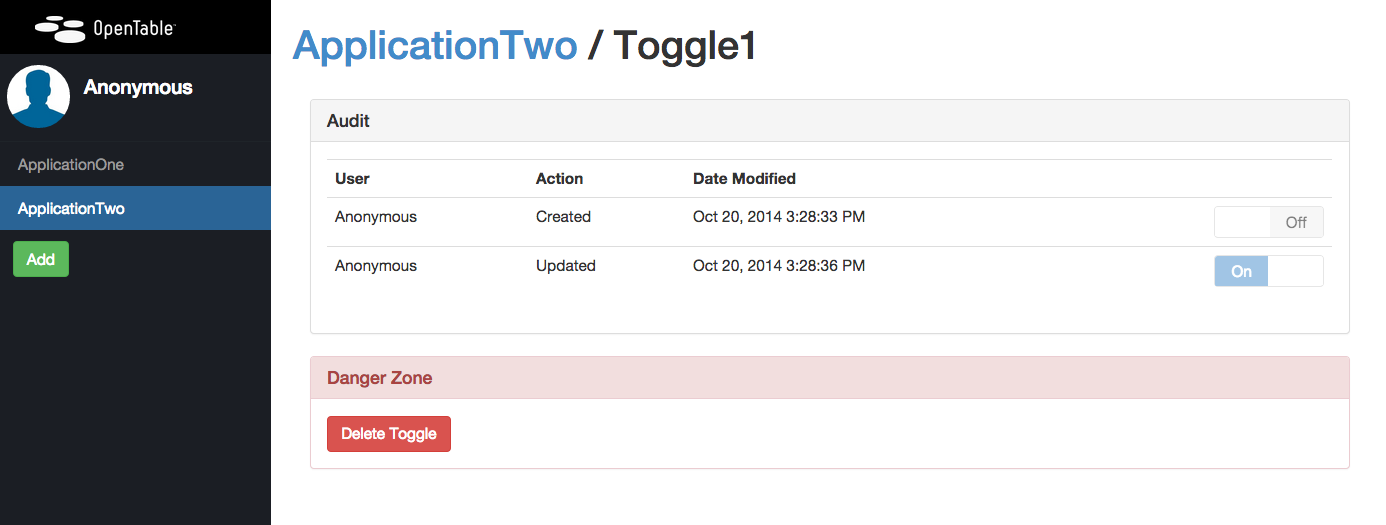 OpenTable™
Anonymous
ApplicationOne
ApplicationTwo
Add
ApplicationTwo / Toggle1
Audit
User Action Date Modified
Anonymous Created Oct 20, 2014 3:28:33 PM Off
Anonymous Updated Oct 20, 2014 3:28:36 PM On
Danger Zone
Delete Toggle